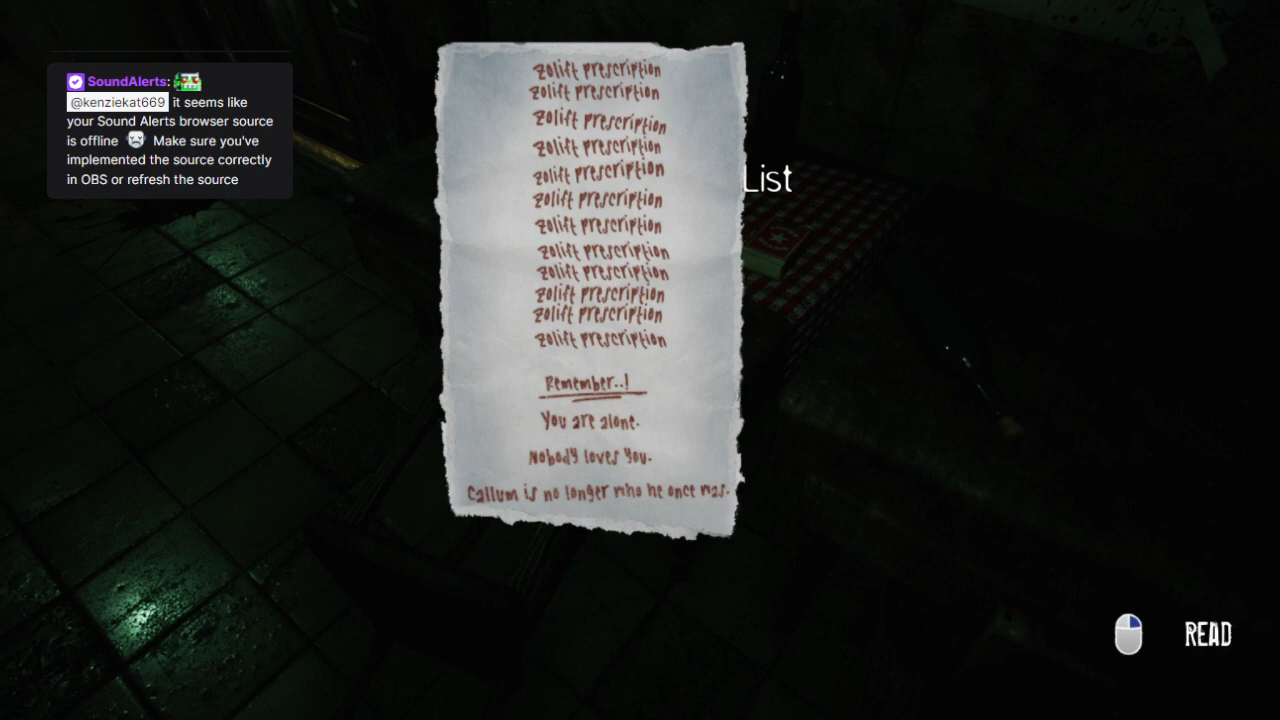 SoundAlerts:
@kenziekat669 it seems like
your Sound Alerts browser source
is offline Make sure you've
implemented the source correctly
in OBS or refresh the source
zolift prescription
zolift prescription
zolift prescription
zolift prescription
zolift prescription
zolift prescription
zolift prescription
zolift prescription
zolift prescription
zolift prescription
zolift prescription
zolift prescription
Remember..!
You are alone.
Nobody loves you.
Callum is no longer who he once was.
List
READ